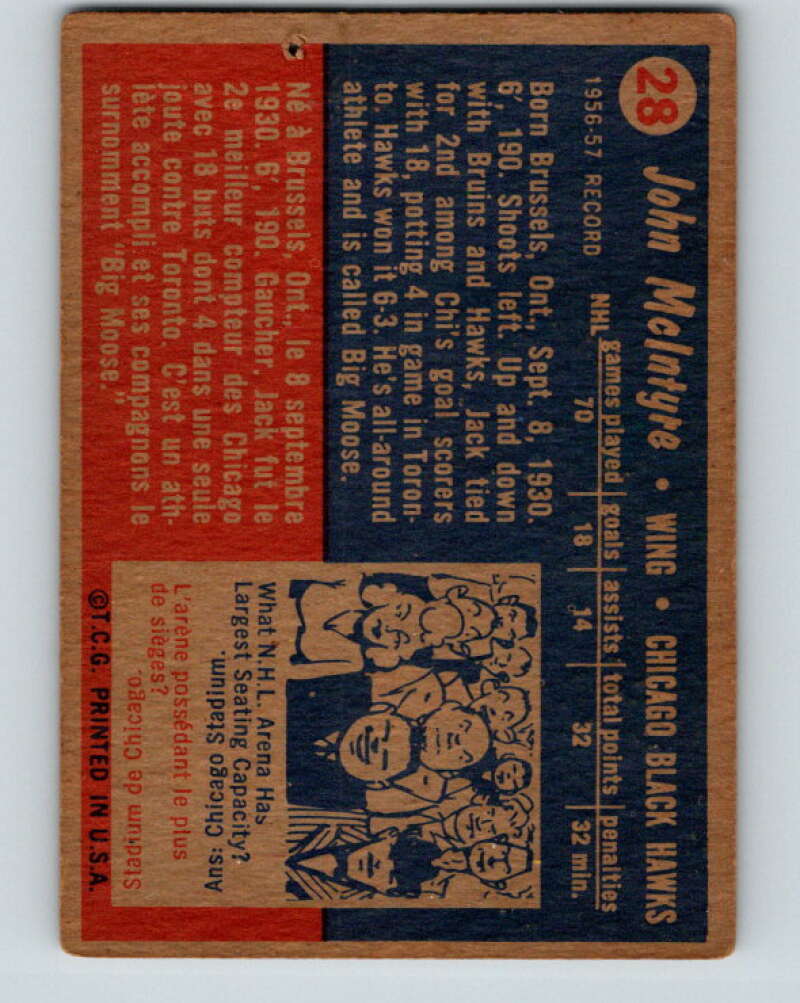 28 John McIntyre • WING • CHICAGO BLACK HAWKS
1956-57 RECORD
games played goals assists total points penalties
NHL 70 18 14 32 32 min.
Born Brussels, Ont., Sept. 8, 1930.
6', 190. Shoots left. Up and down
with Bruins and Hawks, Jack tied
for 2nd among Chi's goal scorers
with 18, potting 4 in game in Toron-
to. Hawks won it 6-3. He's all-around
athlete and is called Big Moose.
Né à Brussels, Ont., le 8 septembre
1930. 6', 190. Gaucher, Jack fut le
2e meilleur compteur des Chicago
avec 18 buts dont 4 dans une seule
joute contre Toronto. C'est un ath-
lète accompli et ses compagnons le
surnomment "Big Moose."
What N.H.L. Arena Has
Largest Seating Capacity?
Ans: Chicago Stadium.
L'arène possédant le plus
de sièges?
Stadium de Chicago.
©T.C.G. PRINTED IN U.S.A.